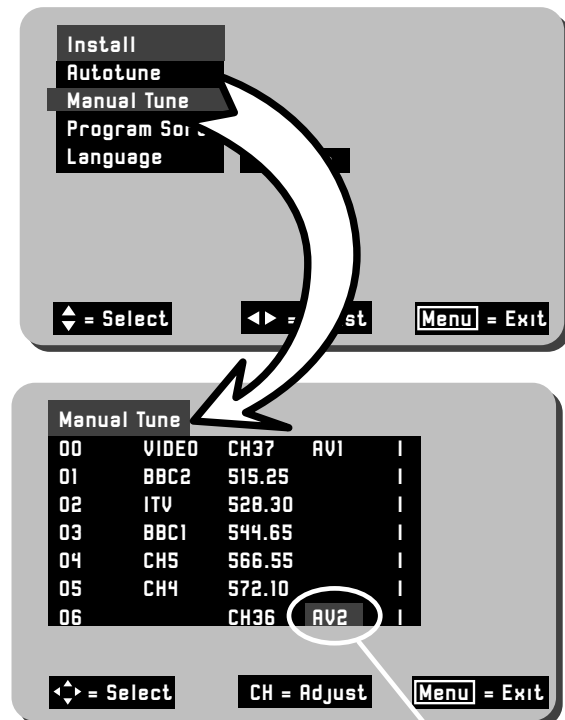 Install
Autotune
Manual Tune
Program
Language
= Select
Menu = Exit
Manual Tune
00 VIDEO CH37 AV1 I
01 BBC2 515.25 I
02 ITV 528.30 I
03 BBC1 544.65 I
04 CH5 566.55 I
05 CH4 572.10 I
06 CH36 AV2 I
= Select CH = Adjust Menu = Exit